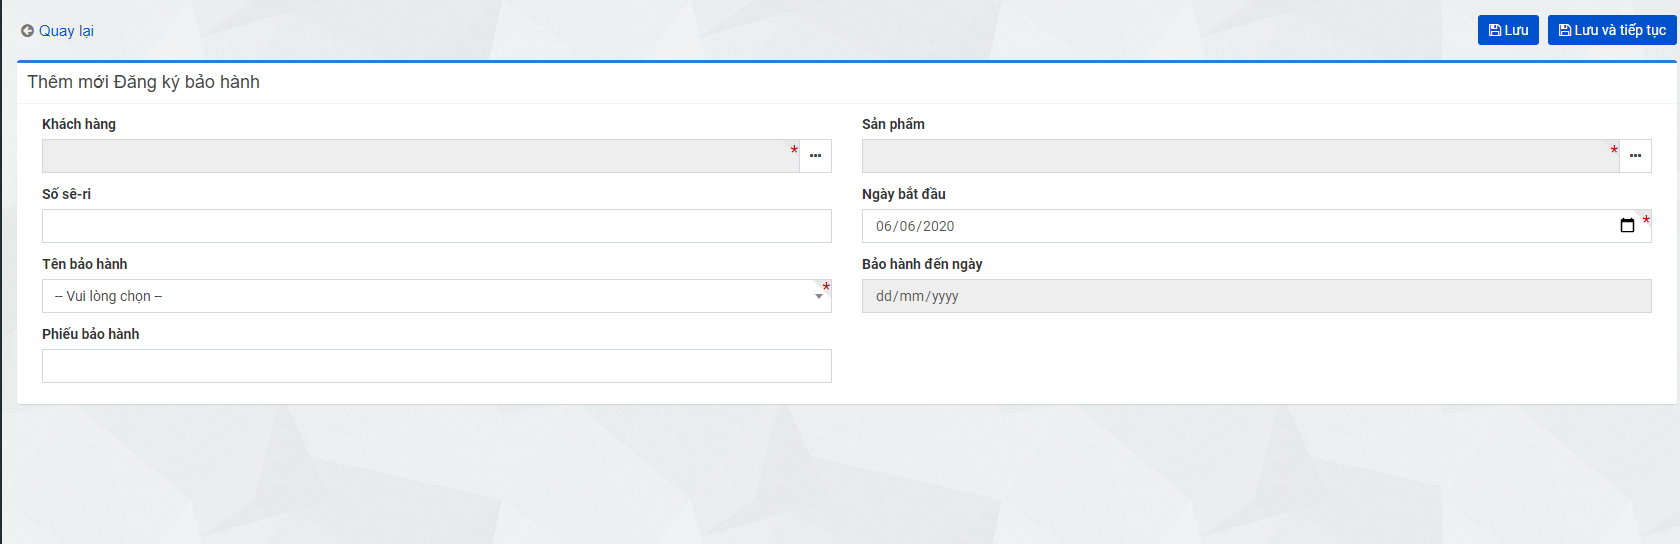 Quay lại
Lưu
Lưu và tiếp tục
Thêm mới Đăng ký bảo hành
Khách hàng
*
Sản phẩm
*
Số sê-ri
Ngày bắt đầu
06/06/2020 *
Tên bảo hành
-- Vui lòng chọn -- *
Bảo hành đến ngày
dd/mm/yyyy
Phiếu bảo hành